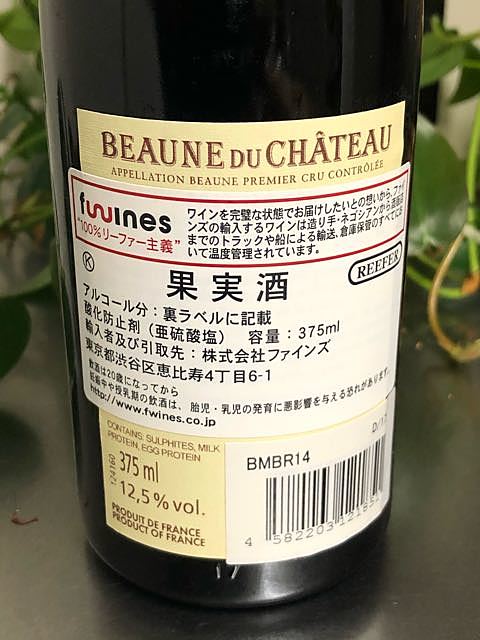 BEAUNE DU CHÂTEAU
APPELLATION BEAUNE PREMIER CRU CONTRÔLÉE
fwines
"100%リーファー主義"
ワインを完璧な状態でお届けしたいとの想いから、ファイ
ンズの輸入するワインは造り手・ネゴシアンから
までのトラックや船による輸送、倉庫保管のすべてにお
いて温度管理されています。
K
REEFER
果実酒
アルコール分：裏ラベルに記載
酸化防止剤（亜硫酸塩） 容量：375ml
輸入者及び引取先：株式会社ファインズ
東京都渋谷区恵比寿4丁目6-1
飲酒は20歳になってから
妊娠中や授乳期の飲酒は、胎児・乳児の発育に悪影響を与える恐れがあります。
http://www.fwines.co.jp
CONTAINS: SULPHITES, MILK
PROTEIN, EGG PROTEIN
375 ml
12,5 % vol.
PRODUIT DE FRANCE
PRODUCT OF FRANCE
BMBR14
4 582203